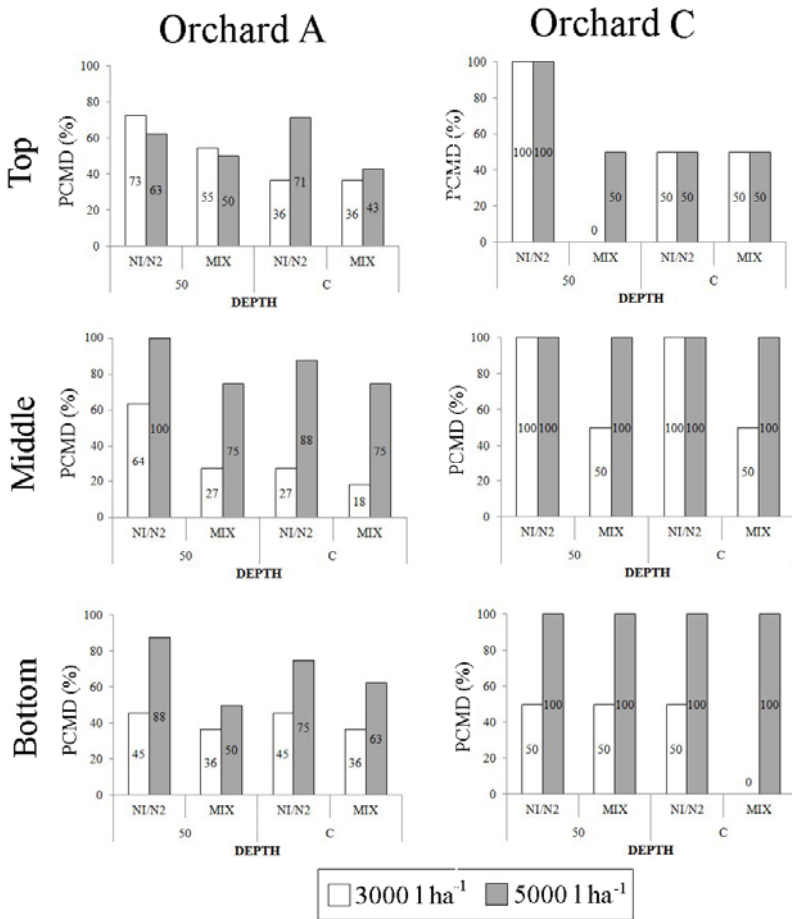 Orchard A
Orchard C
Top
PCMD (%)
100
80
60
40
20
0
73
63
55
50
36
71
36
43
NI/N2
MIX
NI/N2
MIX
50
C
DEPTH
PCMD (%)
100
80
60
40
20
0
100
100
0
50
50
50
50
50
NI/N2
MIX
NI/N2
MIX
50
C
DEPTH
Middle
PCMD (%)
100
80
60
40
20
0
64
100
27
75
27
88
18
75
NI/N2
MIX
NI/N2
MIX
50
C
DEPTH
PCMD (%)
100
80
60
40
20
0
100
100
50
100
100
100
50
100
NI/N2
MIX
NI/N2
MIX
50
C
DEPTH
Bottom
PCMD (%)
100
80
60
40
20
0
45
88
36
50
45
75
36
63
NI/N2
MIX
NI/N2
MIX
50
C
DEPTH
PCMD (%)
100
80
60
40
20
0
50
100
50
100
50
100
0
100
NI/N2
MIX
NI/N2
MIX
50
C
DEPTH
3000 l ha⁻¹ 5000 l ha⁻¹